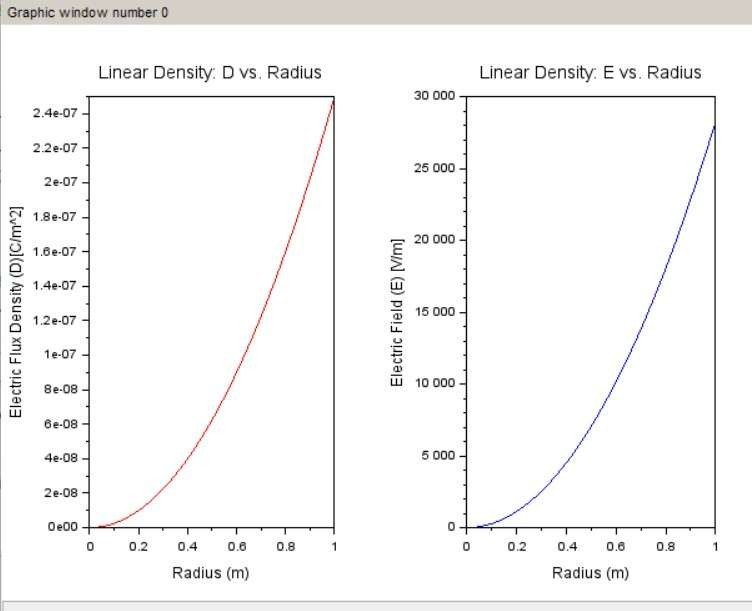 Graphic window number 0
Linear Density: D vs. Radius
Electric Flux Density (D)[C/m^2]
2.4e-07
2.2e-07
2e-07
1.8e-07
1.6e-07
1.4e-07
1.2e-07
1e-07
8e-08
6e-08
4e-08
2e-08
0e00
0 0.2 0.4 0.6 0.8 1
Radius (m)
Linear Density: E vs. Radius
Electric Field (E) [V/m]
30 000
25 000
20 000
15 000
10 000
5 000
0
0 0.2 0.4 0.6 0.8 1
Radius (m)